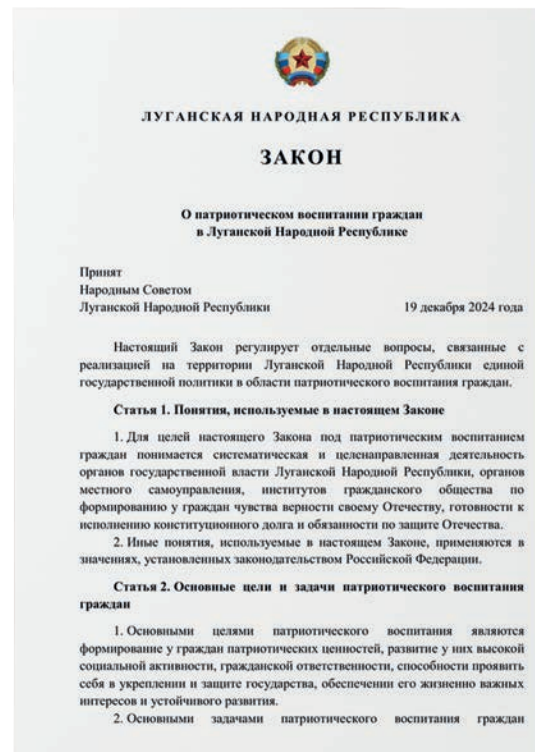 ЛУГАНСКАЯ НАРОДНАЯ РЕСПУБЛИКА
ЗАКОН
О патриотическом воспитании граждан
в Луганской Народной Республике
Принят
Народным Советом
Луганской Народной Республики 19 декабря 2024 года
Настоящий Закон регулирует отдельные вопросы, связанные с
реализацией на территории Луганской Народной Республики единой
государственной политики в области патриотического воспитания граждан.
Статья 1. Понятия, используемые в настоящем Законе
1. Для целей настоящего Закона под патриотическим воспитанием
граждан понимается систематическая и целенаправленная деятельность
органов государственной власти Луганской Народной Республики, органов
местного самоуправления, институтов гражданского общества по
формированию у граждан чувства верности своему Отечеству, готовности к
исполнению конституционного долга и обязанности по защите Отечества.
2. Иные понятия, используемые в настоящем Законе, применяются в
значениях, установленных законодательством Российской Федерации.
Статья 2. Основные цели и задачи патриотического воспитания
граждан
1. Основными целями патриотического воспитания являются
формирование у граждан патриотических ценностей, развитие у них высокой
социальной активности, гражданской ответственности, способности проявить
себя в укреплении и защите государства, обеспечении его жизненно важных
интересов и устойчивого развития.
2. Основными задачами патриотического воспитания граждан